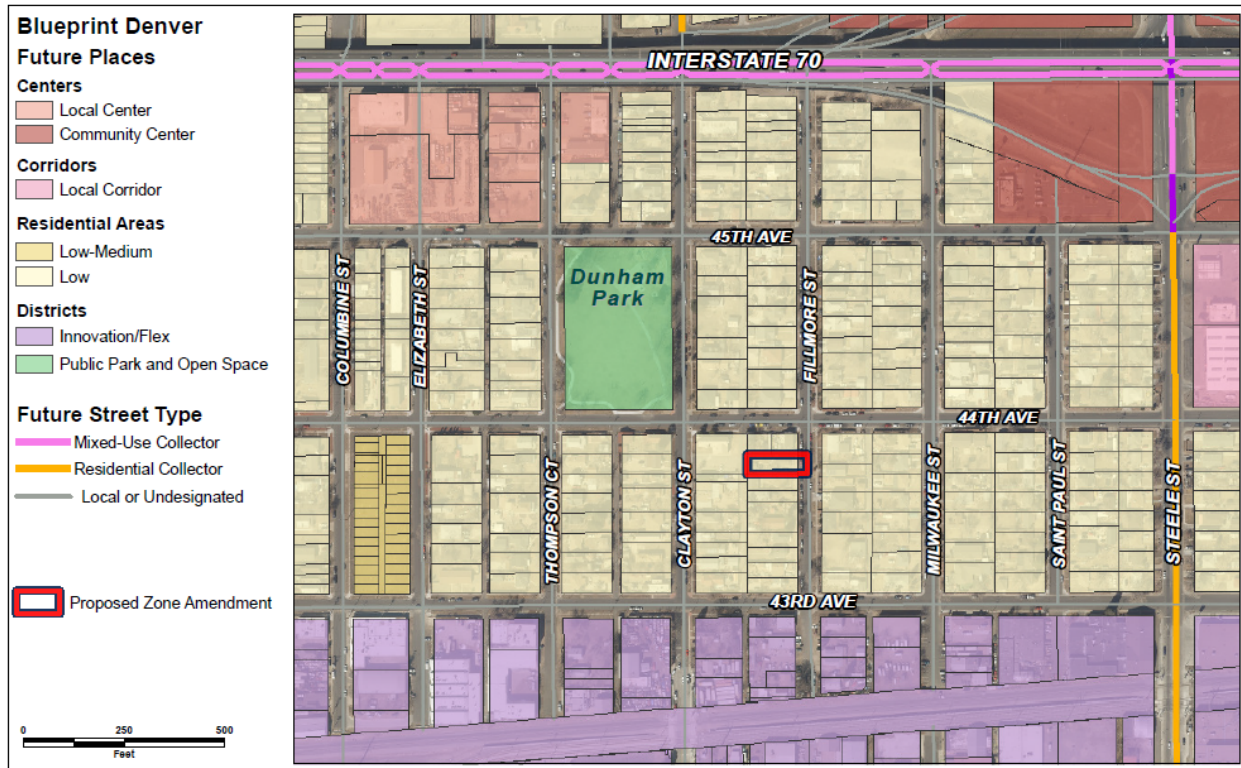 Blueprint Denver
Future Places
Centers
Local Center
Community Center
Corridors
Local Corridor
Residential Areas
Low-Medium
Low
Districts
Innovation/Flex
Public Park and Open Space
Future Street Type
Mixed-Use Collector
Residential Collector
Local or Undesignated
Proposed Zone Amendment
0 250 500
Feet
INTERSTATE 70
45TH AVE
Dunham
Park
COLUMBINE ST
ELIZABETH ST
FILLMORE ST
44TH AVE
THOMPSON CT
CLAYTON ST
MILWAUKEE ST
SAINT PAUL ST
STEELE ST
43RD AVE